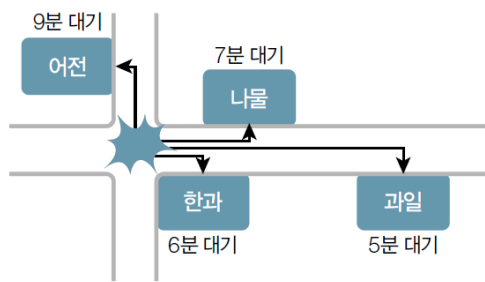 9분 대기
어전
7분 대기
나물
한과
6분 대기
과일
5분 대기